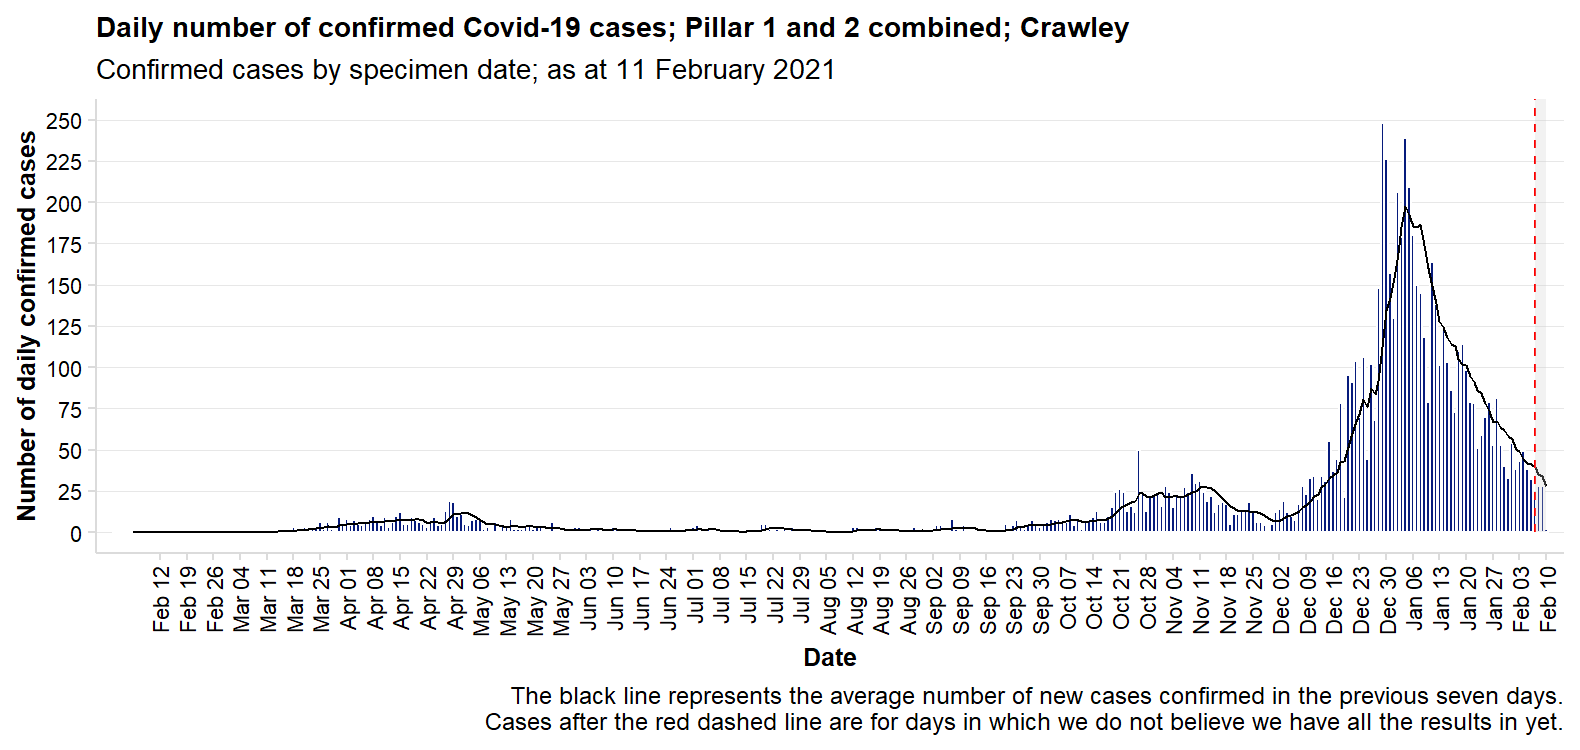 Daily number of confirmed Covid-19 cases; Pillar 1 and 2 combined; Crawley
Confirmed cases by specimen date; as at 11 February 2021
Number of daily confirmed cases
250
225
200
175
150
125
100
75
50
25
0
Feb 12
Feb 19
Feb 26
Mar 04
Mar 11
Mar 18
Mar 25
Apr 01
Apr 08
Apr 15
Apr 22
Apr 29
May 06
May 13
May 20
May 27
Jun 03
Jun 10
Jun 17
Jun 24
Jul 01
Jul 08
Jul 15
Jul 22
Jul 29
Aug 05
Aug 12
Aug 19
Aug 26
Sep 02
Sep 09
Sep 16
Sep 23
Sep 30
Oct 07
Oct 14
Oct 21
Oct 28
Nov 04
Nov 11
Nov 18
Nov 25
Dec 02
Dec 09
Dec 16
Dec 23
Dec 30
Jan 06
Jan 13
Jan 20
Jan 27
Feb 03
Feb 10
Date
The black line represents the average number of new cases confirmed in the previous seven days.
Cases after the red dashed line are for days in which we do not believe we have all the results in yet.